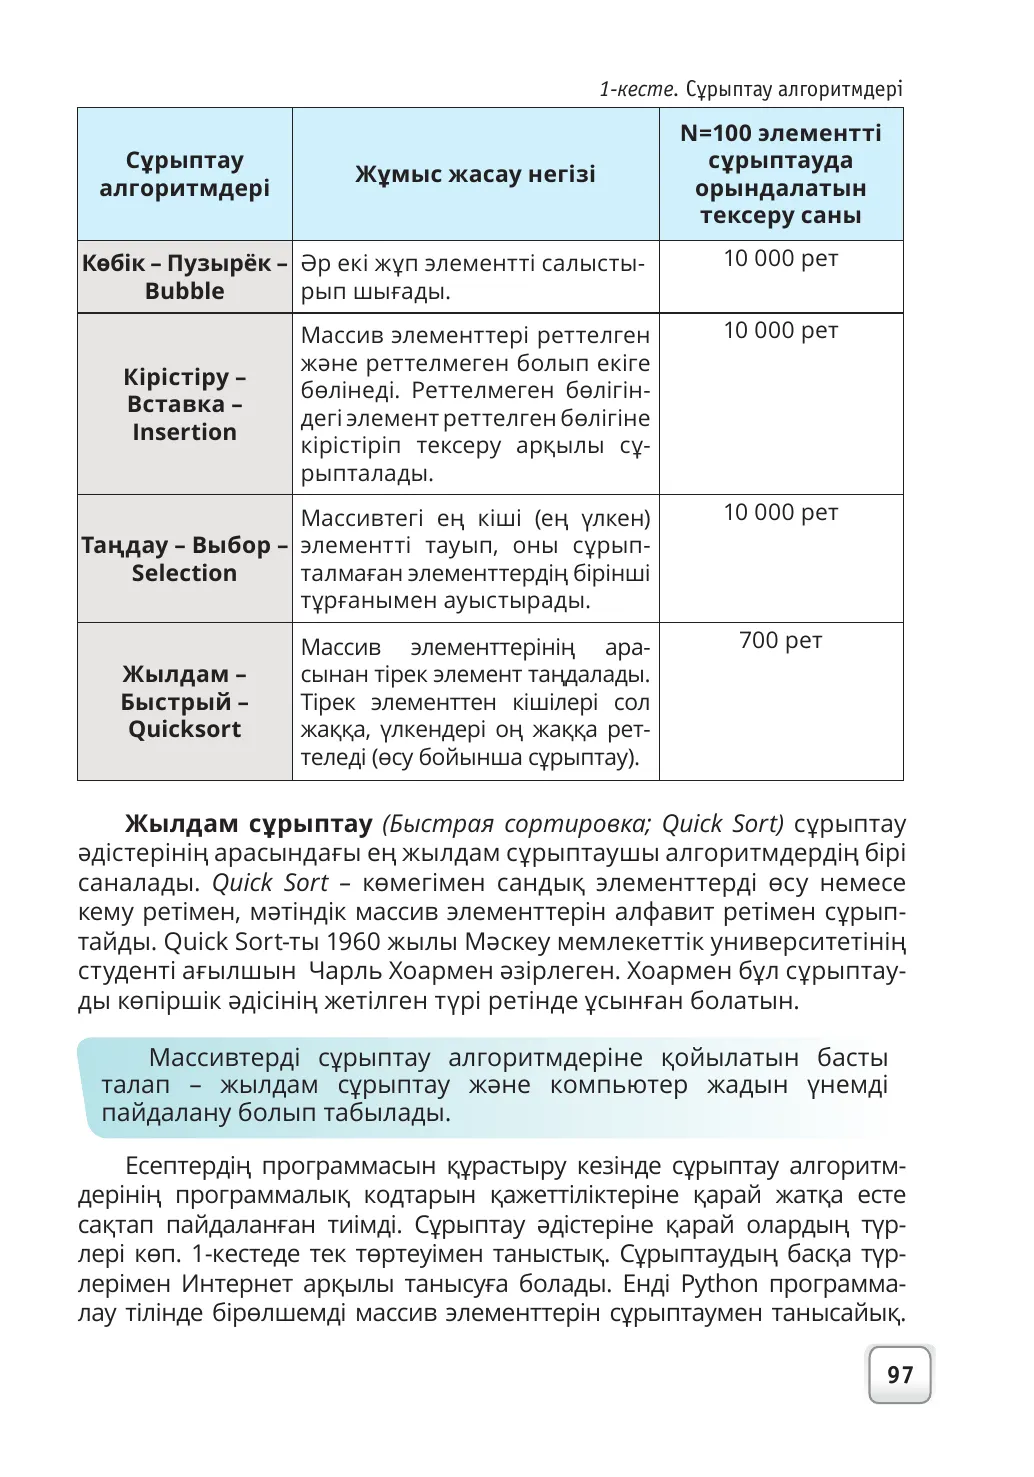 1-кесте. Сұрыптау алгоритмдері
Сұрыптау
алгоритмдері
Жұмыс жасау негізі
N=100 элементті
сұрыптауда
орындалатын
тексеру саны
Көбік – Пузырёк –
Bubble
Әр екі жұп элементті салысты-
рып шығады.
10 000 рет
Кірістіру –
Вставка –
Insertion
Массив элементтері реттелген
және реттелмеген болып екіге
бөлінеді. Реттелмеген бөлігін-
дегі элемент реттелген бөлігіне
кірістіріп тексеру арқылы сұ-
рыпталады.
10 000 рет
Таңдау – Выбор –
Selection
Массивтегі ең кіші (ең үлкен)
элементті тауып, оны сұрып-
талмаған элементтердің бірінші
тұрғанымен ауыстырады.
10 000 рет
Жылдам –
Быстрый –
Quicksort
Массив элементтерінің ара-
сынан тірек элемент таңдалады.
Тірек элементтен кішілері сол
жаққа, үлкендері оң жаққа рет-
теледі (өсу бойынша сұрыптау).
700 рет
Жылдам сұрыптау (Быстрая сортировка; Quick Sort) сұрыптау
әдістерінің арасындағы ең жылдам сұрыптаушы алгоритмдердің бірі
саналады. Quick Sort – көмегімен сандық элементтерді өсу немесе
кему ретімен, мәтіндік массив элементтерін алфавит ретімен сұрып-
тайды. Quick Sort-ты 1960 жылы Мәскеу мемлекеттік университетінің
студенті ағылшын Чарль Хоармен әзірлеген. Хоармен бұл сұрыптау-
ды көпіршік әдісінің жетілген түрі ретінде ұсынған болатын.
Массивтерді сұрыптау алгоритмдеріне қойылатын басты
талап – жылдам сұрыптау және компьютер жадын үнемді
пайдалану болып табылады.
Есептердің программасын құрастыру кезінде сұрыптау алгоритм-
дерінің программалық кодтарын қажеттіліктеріне қарай жатқа есте
сақтап пайдаланған тиімді. Сұрыптау әдістеріне қарай олардың түр-
лері көп. 1-кестеде тек төртеуімен таныстық. Сұрыптаудың басқа түр-
лерімен Интернет арқылы танысуға болады. Енді Python программа-
лау тілінде бірөлшемді массив элементтерін сұрыптаумен танысайық.
97